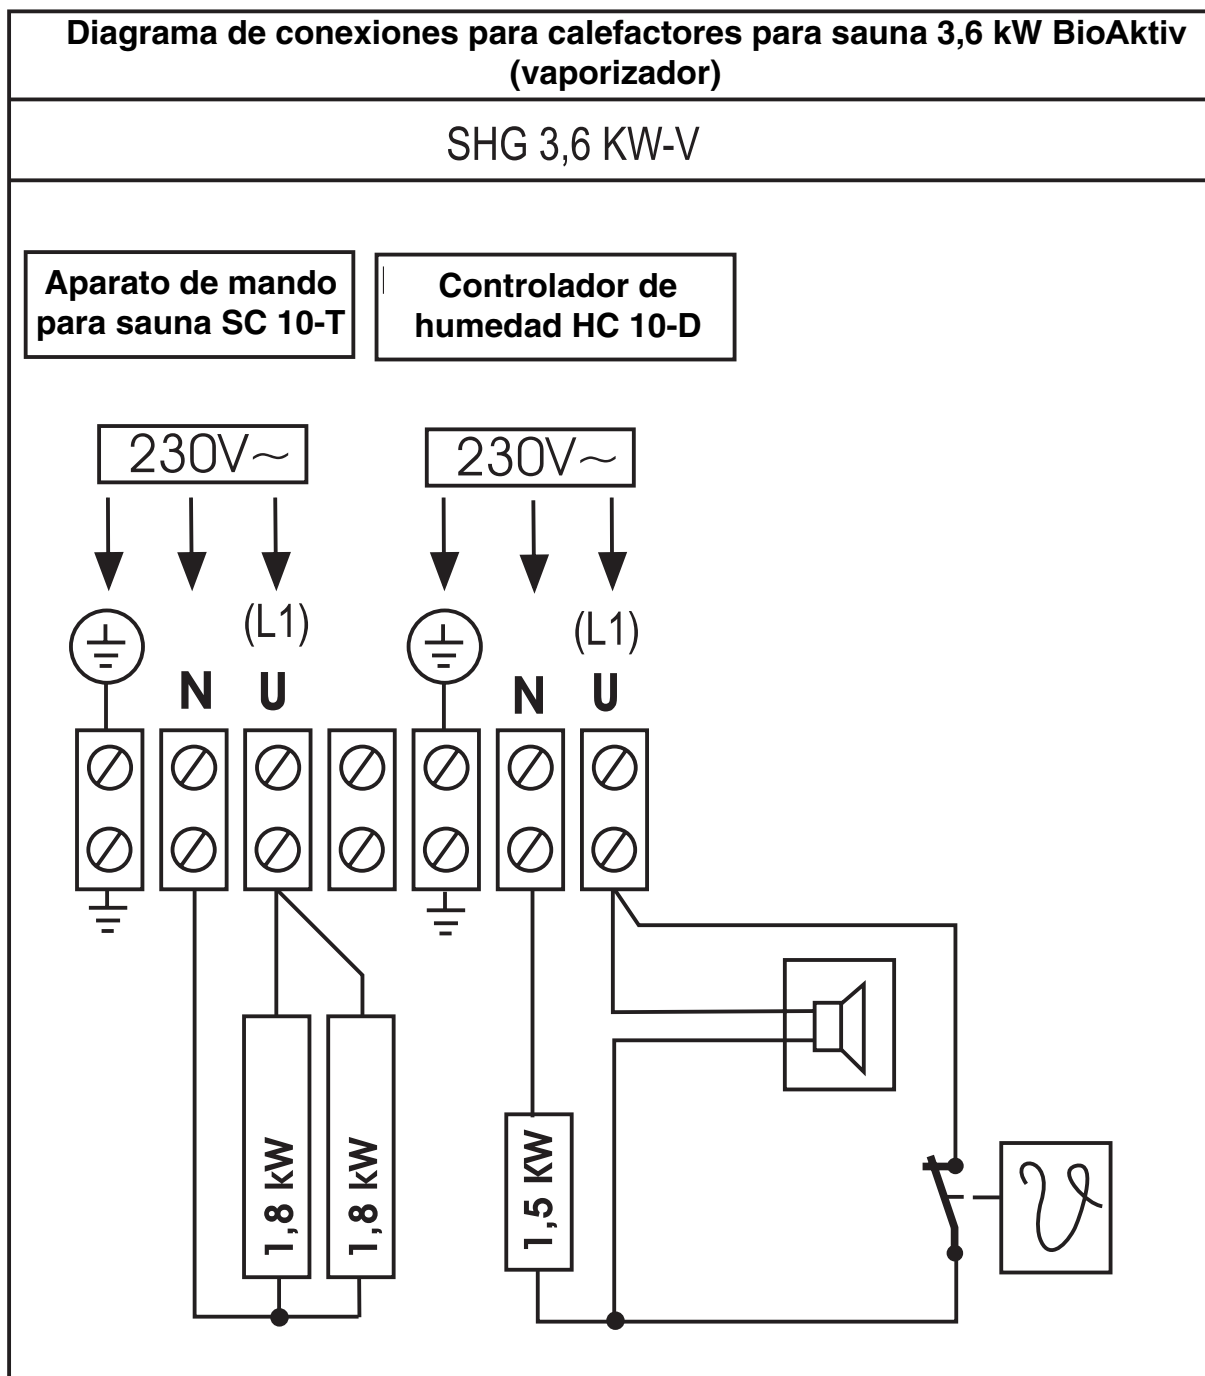 Diagrama de conexiones para calefactores para sauna 3,6 kW BioAktiv
(vaporizador)
SHG 3,6 KW-V
Aparato de mando
para sauna SC 10-T
Controlador de
humedad HC 10-D
230V~
230V~
(L1)
(L1)
N
U
N
U
1,8 kW
1,8 kW
1,5 KW
ϑ